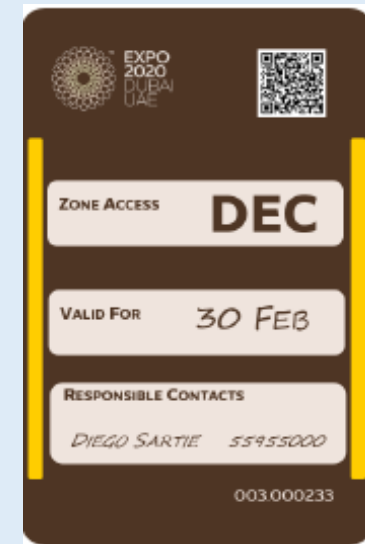 EXPO
2020
DUBAI
UAE
ZONE ACCESS DEC
VALID FOR 30 FEB
RESPONSIBLE CONTACTS
DIEGO SARTIE 55955000
003.000233